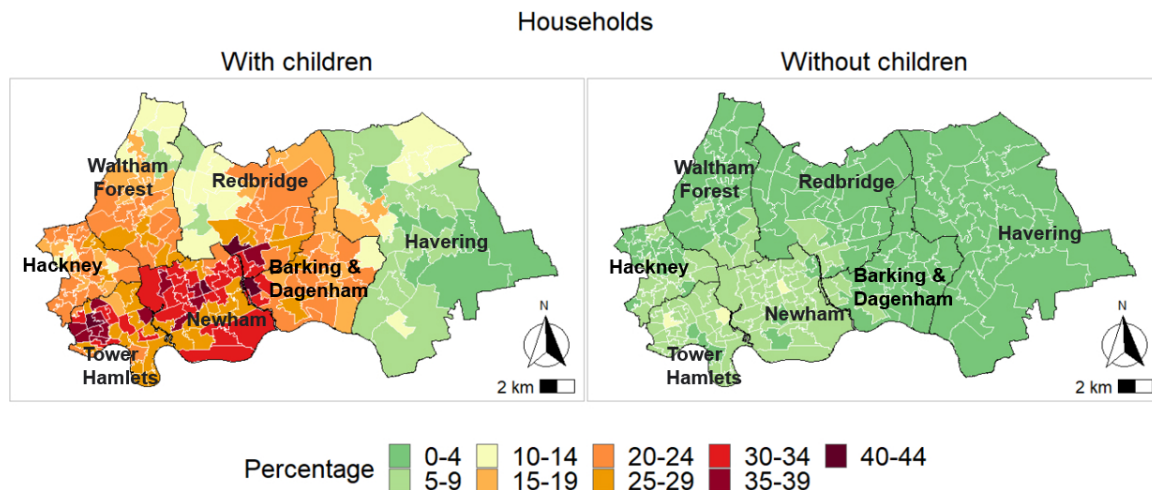 Households
With children
Without children
Waltham
Forest
Redbridge
Havering
Hackney
Barking &
Dagenham
Newham
Tower
Hamlets
N
2 km
Waltham
Forest
Redbridge
Havering
Hackney
Barking &
Dagenham
Newham
Tower
Hamlets
N
2 km
Percentage
0-4
10-14
20-24
30-34
40-44
5-9
15-19
25-29
35-39